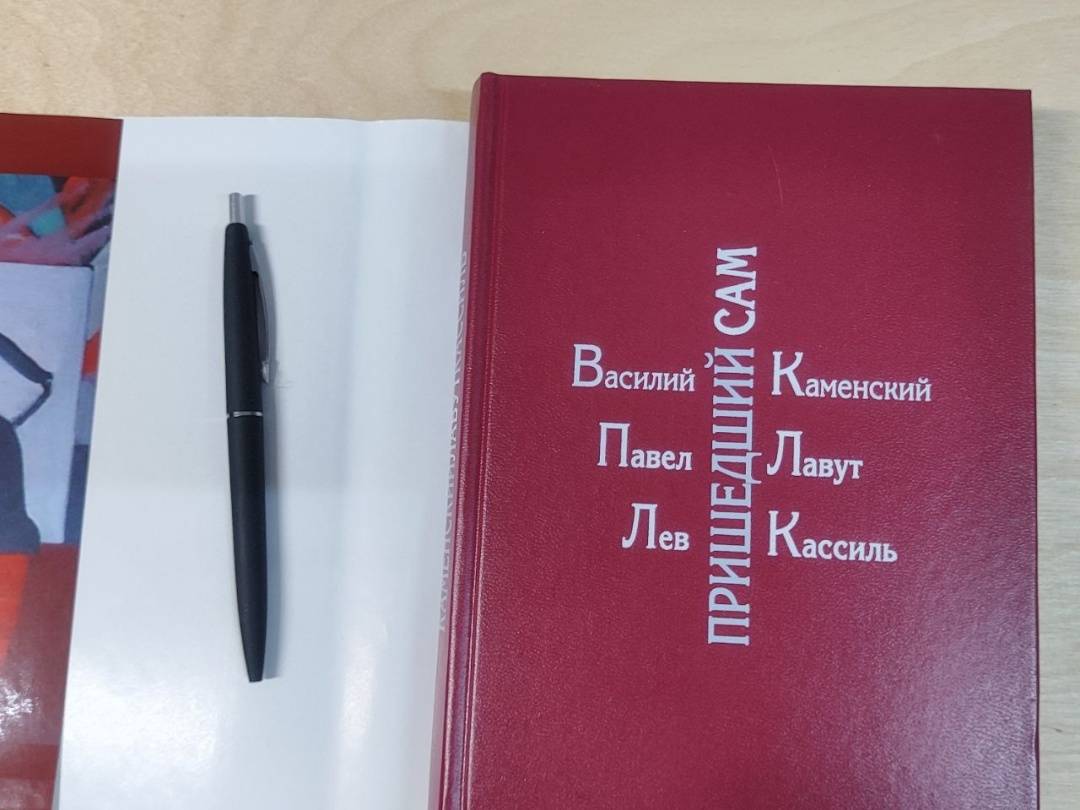 Василий Каменский
Павел Лавут
Лев Кассиль
ПРИШЕДШИЙ САМ